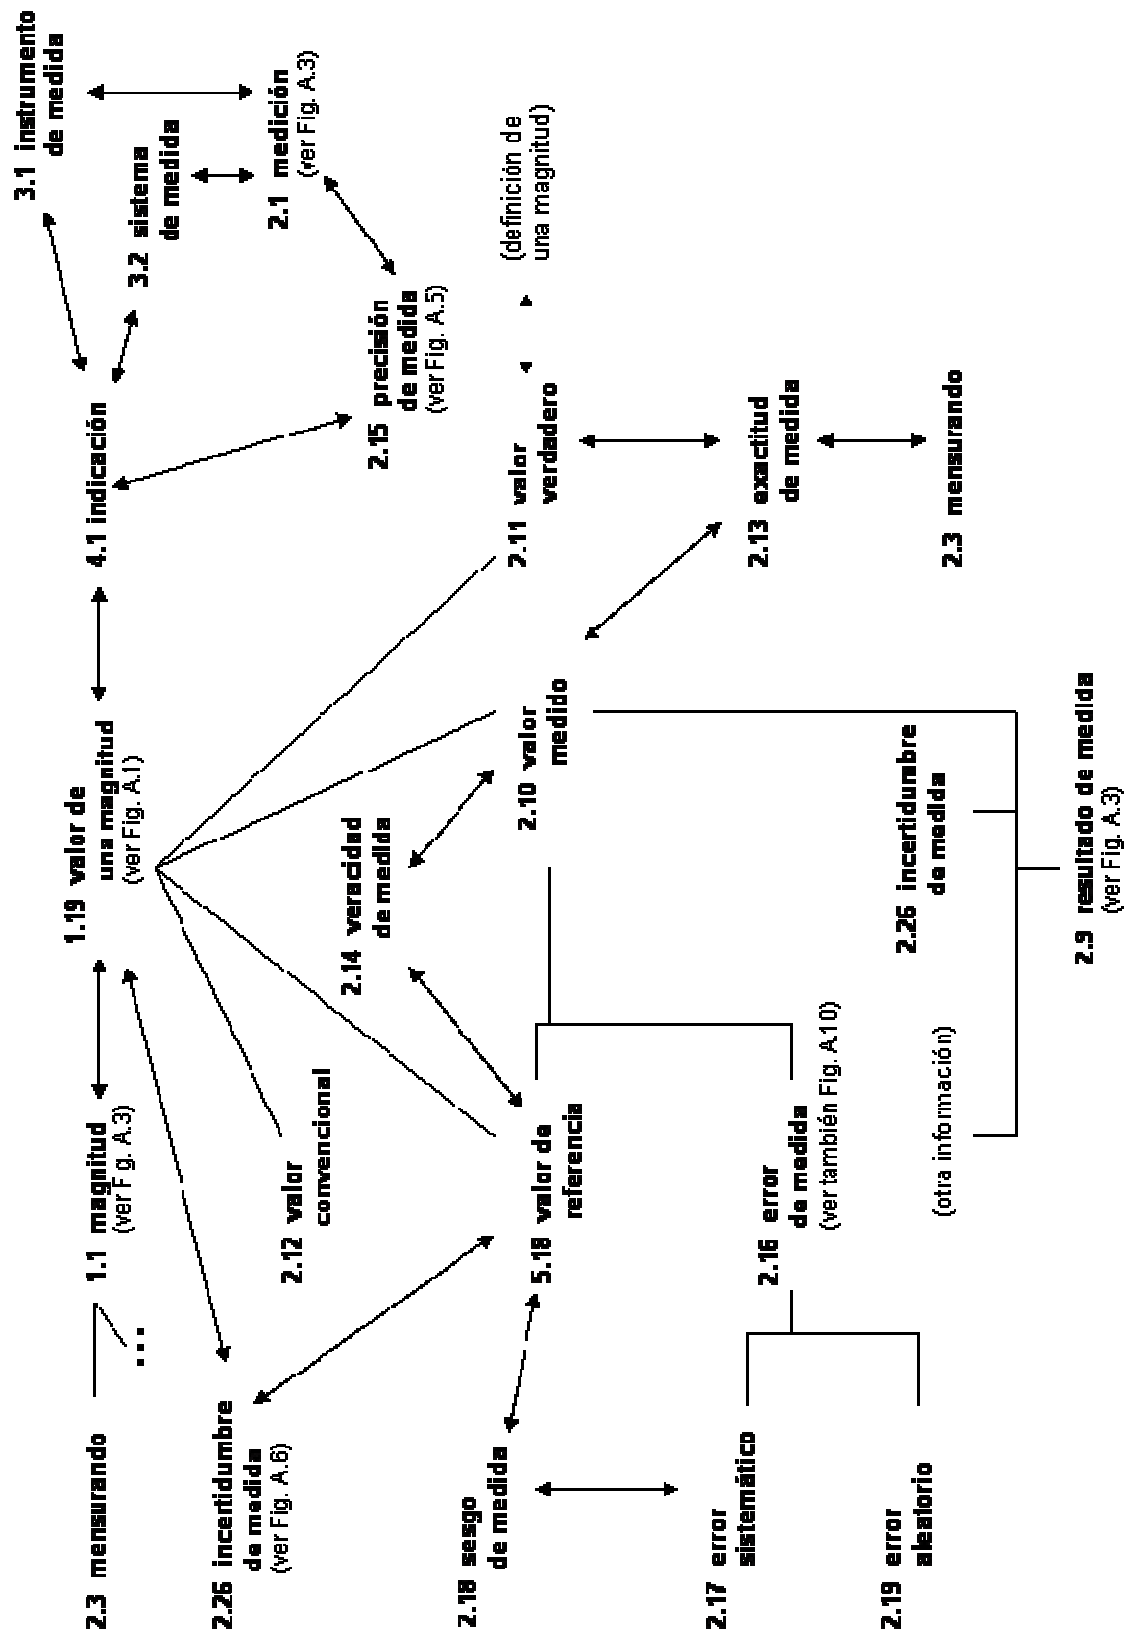 2.3 mensurando
1.1 magnitud
(ver F g. A.3)
...
1.19 valor de
una magnitud
(ver Fig. A.1)
4.1 indicación
3.1 instrumento
de medida
3.2 sistema
de medida
2.1 medición
(ver Fig. A.3)
2.26 incertidumbre
de medida
(ver Fig. A.6)
2.12 valor
convencional
2.14 veracidad
de medida
2.15 precisión
de medida
(ver Fig. A.5)
2.18 sesgo
de medida
5.18 valor de
referencia
2.10 valor
medido
2.11 valor
verdadero
(definición de
una magnitud)
2.17 error
sistemático
2.16 error
de medida
(ver también Fig. A10)
2.13 exactitud
de medida
2.19 error
aleatorio
(otra información)
2.26 incertidumbre
de medida
2.3 mensurando
2.9 resultado de medida
(ver Fig. A.3)